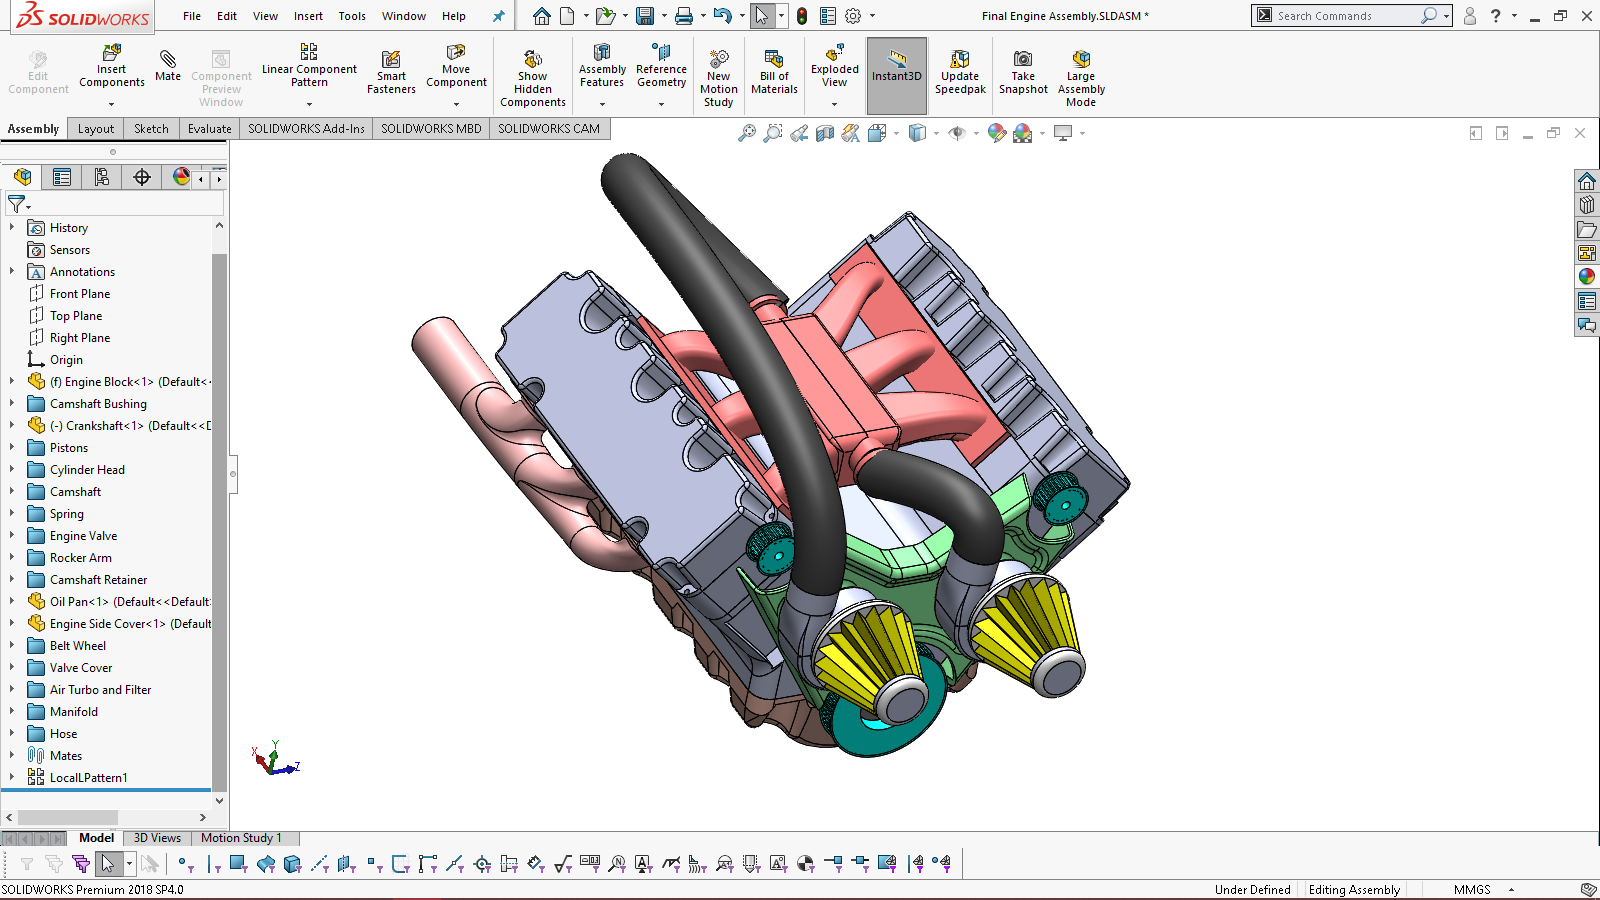 SOLIDWORKS File Edit View Insert Tools Window Help Final Engine Assembly.SLDASM * Search Commands ?
Edit Component
Insert Components
Mate
Component Preview Window
Linear Component Pattern
Smart Fasteners
Move Component
Show Hidden Components
Assembly Features
Reference Geometry
New Motion Study
Bill of Materials
Exploded View
Instant3D
Update Speedpak
Take Snapshot
Large Assembly Mode
Assembly Layout Sketch Evaluate SOLIDWORKS Add-Ins SOLIDWORKS MBD SOLIDWORKS CAM
History
Sensors
Annotations
Front Plane
Top Plane
Right Plane
Origin
(f) Engine Block<1> (Default<
Camshaft Bushing
(-) Crankshaft<1> (Default<<D
Pistons
Cylinder Head
Camshaft
Spring
Engine Valve
Rocker Arm
Camshaft Retainer
Oil Pan<1> (Default<<Default
Engine Side Cover<1> (Default
Belt Wheel
Valve Cover
Air Turbo and Filter
Manifold
Hose
Mates
LocalLPattern1
X Y Z
Model 3D Views Motion Study 1
SOLIDWORKS Premium 2018 SP4.0 Under Defined Editing Assembly MMGS